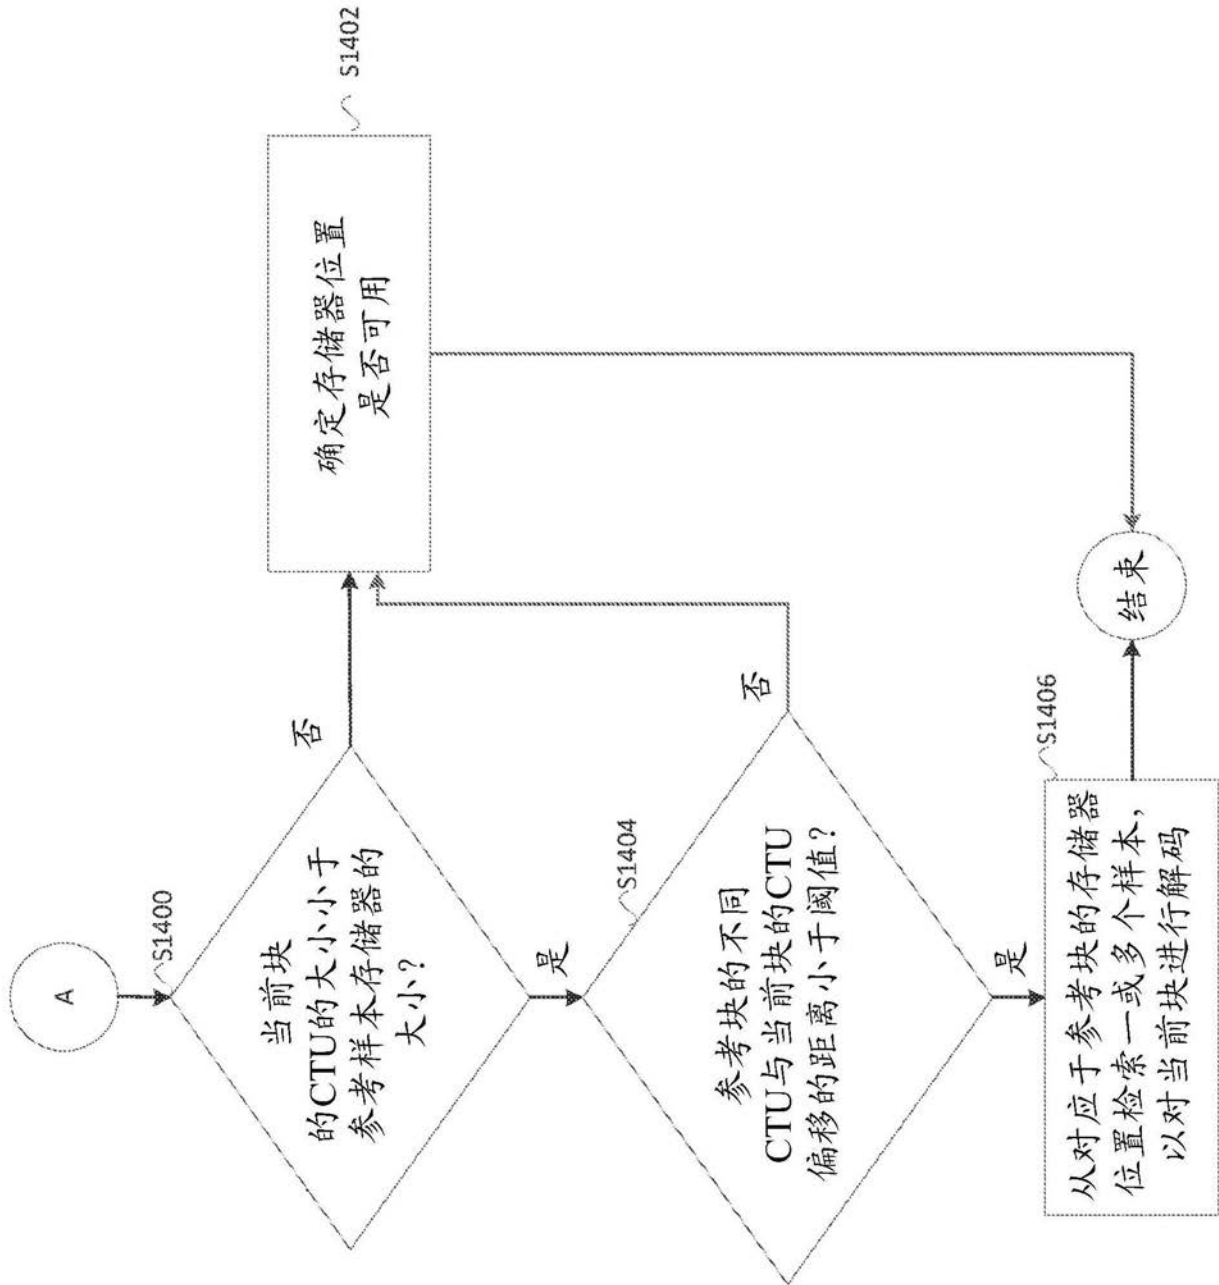 A
S1400
当前块
的CTU的大小小于
参考样本存储器的
大小？
否
是
S1402
确定存储器位置
是否可用
S1404
参考块的不同
CTU与当前块的CTU
偏移的距离小于阈值？
否
是
S1406
从对应于参考块的存储器
位置检索一或多个样本，
以对当前块进行解码
结束